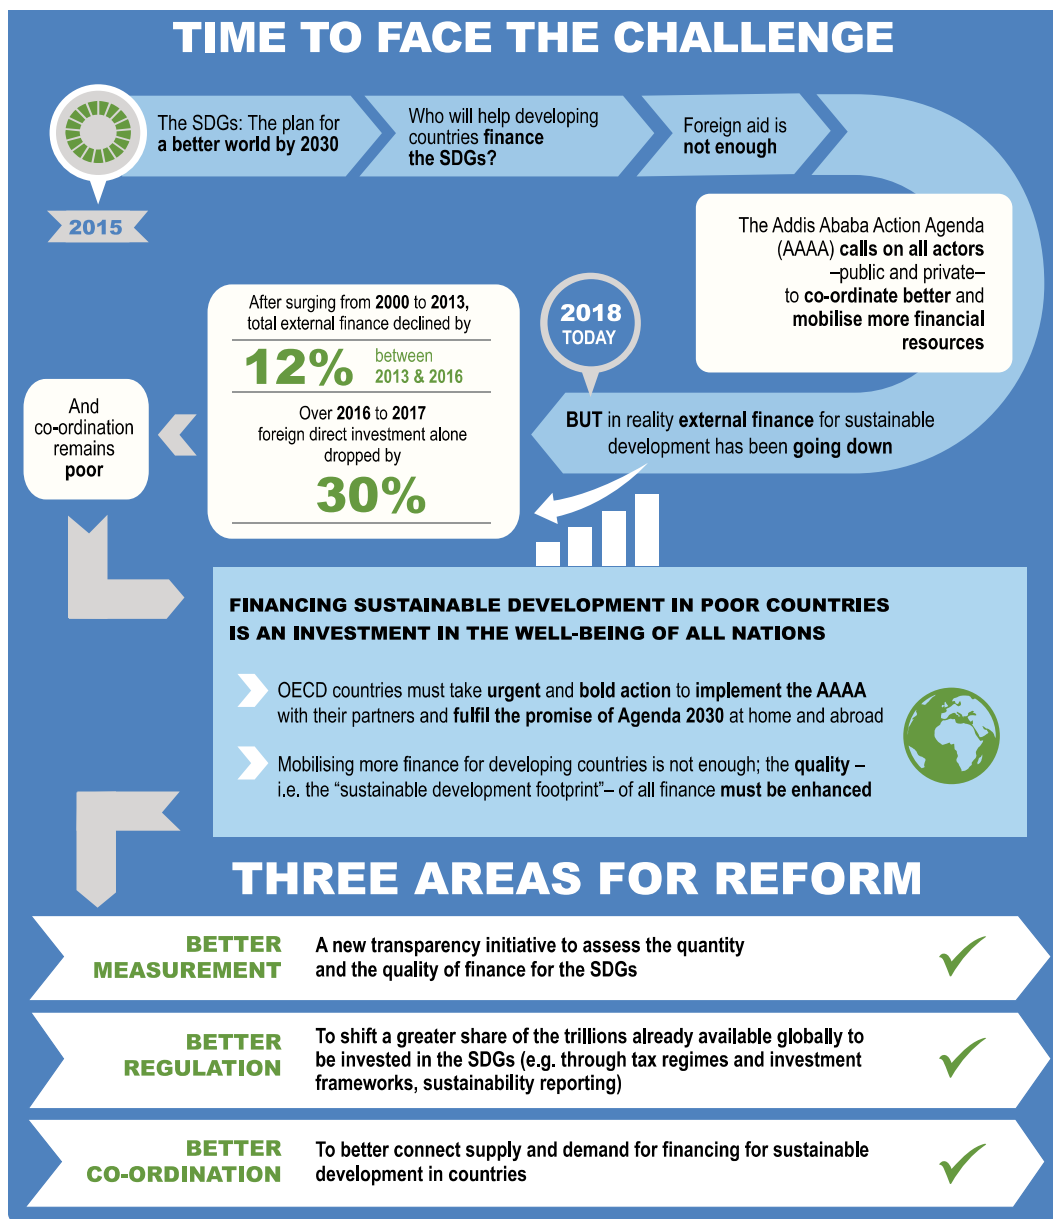 TIME TO FACE THE CHALLENGE
The SDGs: The plan for
a better world by 2030
Who will help developing
countries finance
the SDGs?
Foreign aid is
not enough
2015
The Addis Ababa Action Agenda
(AAAA) calls on all actors
–public and private–
to co-ordinate better and
mobilise more financial
resources
2018
TODAY
BUT in reality external finance for sustainable
development has been going down
After surging from 2000 to 2013,
total external finance declined by
12% between
2013 & 2016
Over 2016 to 2017
foreign direct investment alone
dropped by
30%
And
co-ordination
remains
poor
FINANCING SUSTAINABLE DEVELOPMENT IN POOR COUNTRIES
IS AN INVESTMENT IN THE WELL-BEING OF ALL NATIONS
OECD countries must take urgent and bold action to implement the AAAA
with their partners and fulfil the promise of Agenda 2030 at home and abroad
Mobilising more finance for developing countries is not enough; the quality –
i.e. the “sustainable development footprint”– of all finance must be enhanced
THREE AREAS FOR REFORM
BETTER
MEASUREMENT
A new transparency initiative to assess the quantity
and the quality of finance for the SDGs
BETTER
REGULATION
To shift a greater share of the trillions already available globally to
be invested in the SDGs (e.g. through tax regimes and investment
frameworks, sustainability reporting)
BETTER
CO-ORDINATION
To better connect supply and demand for financing for sustainable
development in countries